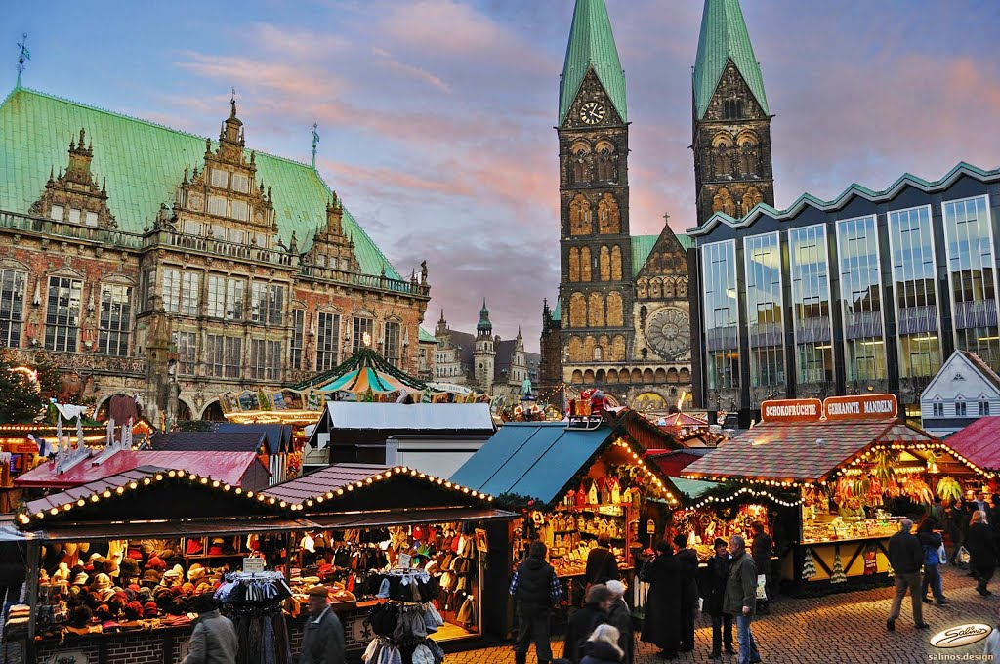 SCHOKOFRÜCHTE
GEBRANNTE MANDELN
Salinos
salinos.design